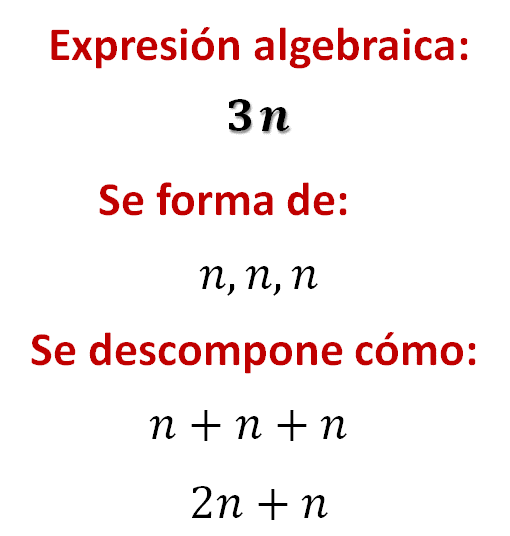 Expresión algebraica:
3n
Se forma de:
n, n, n
Se descompone cómo:
n + n + n
2n + n